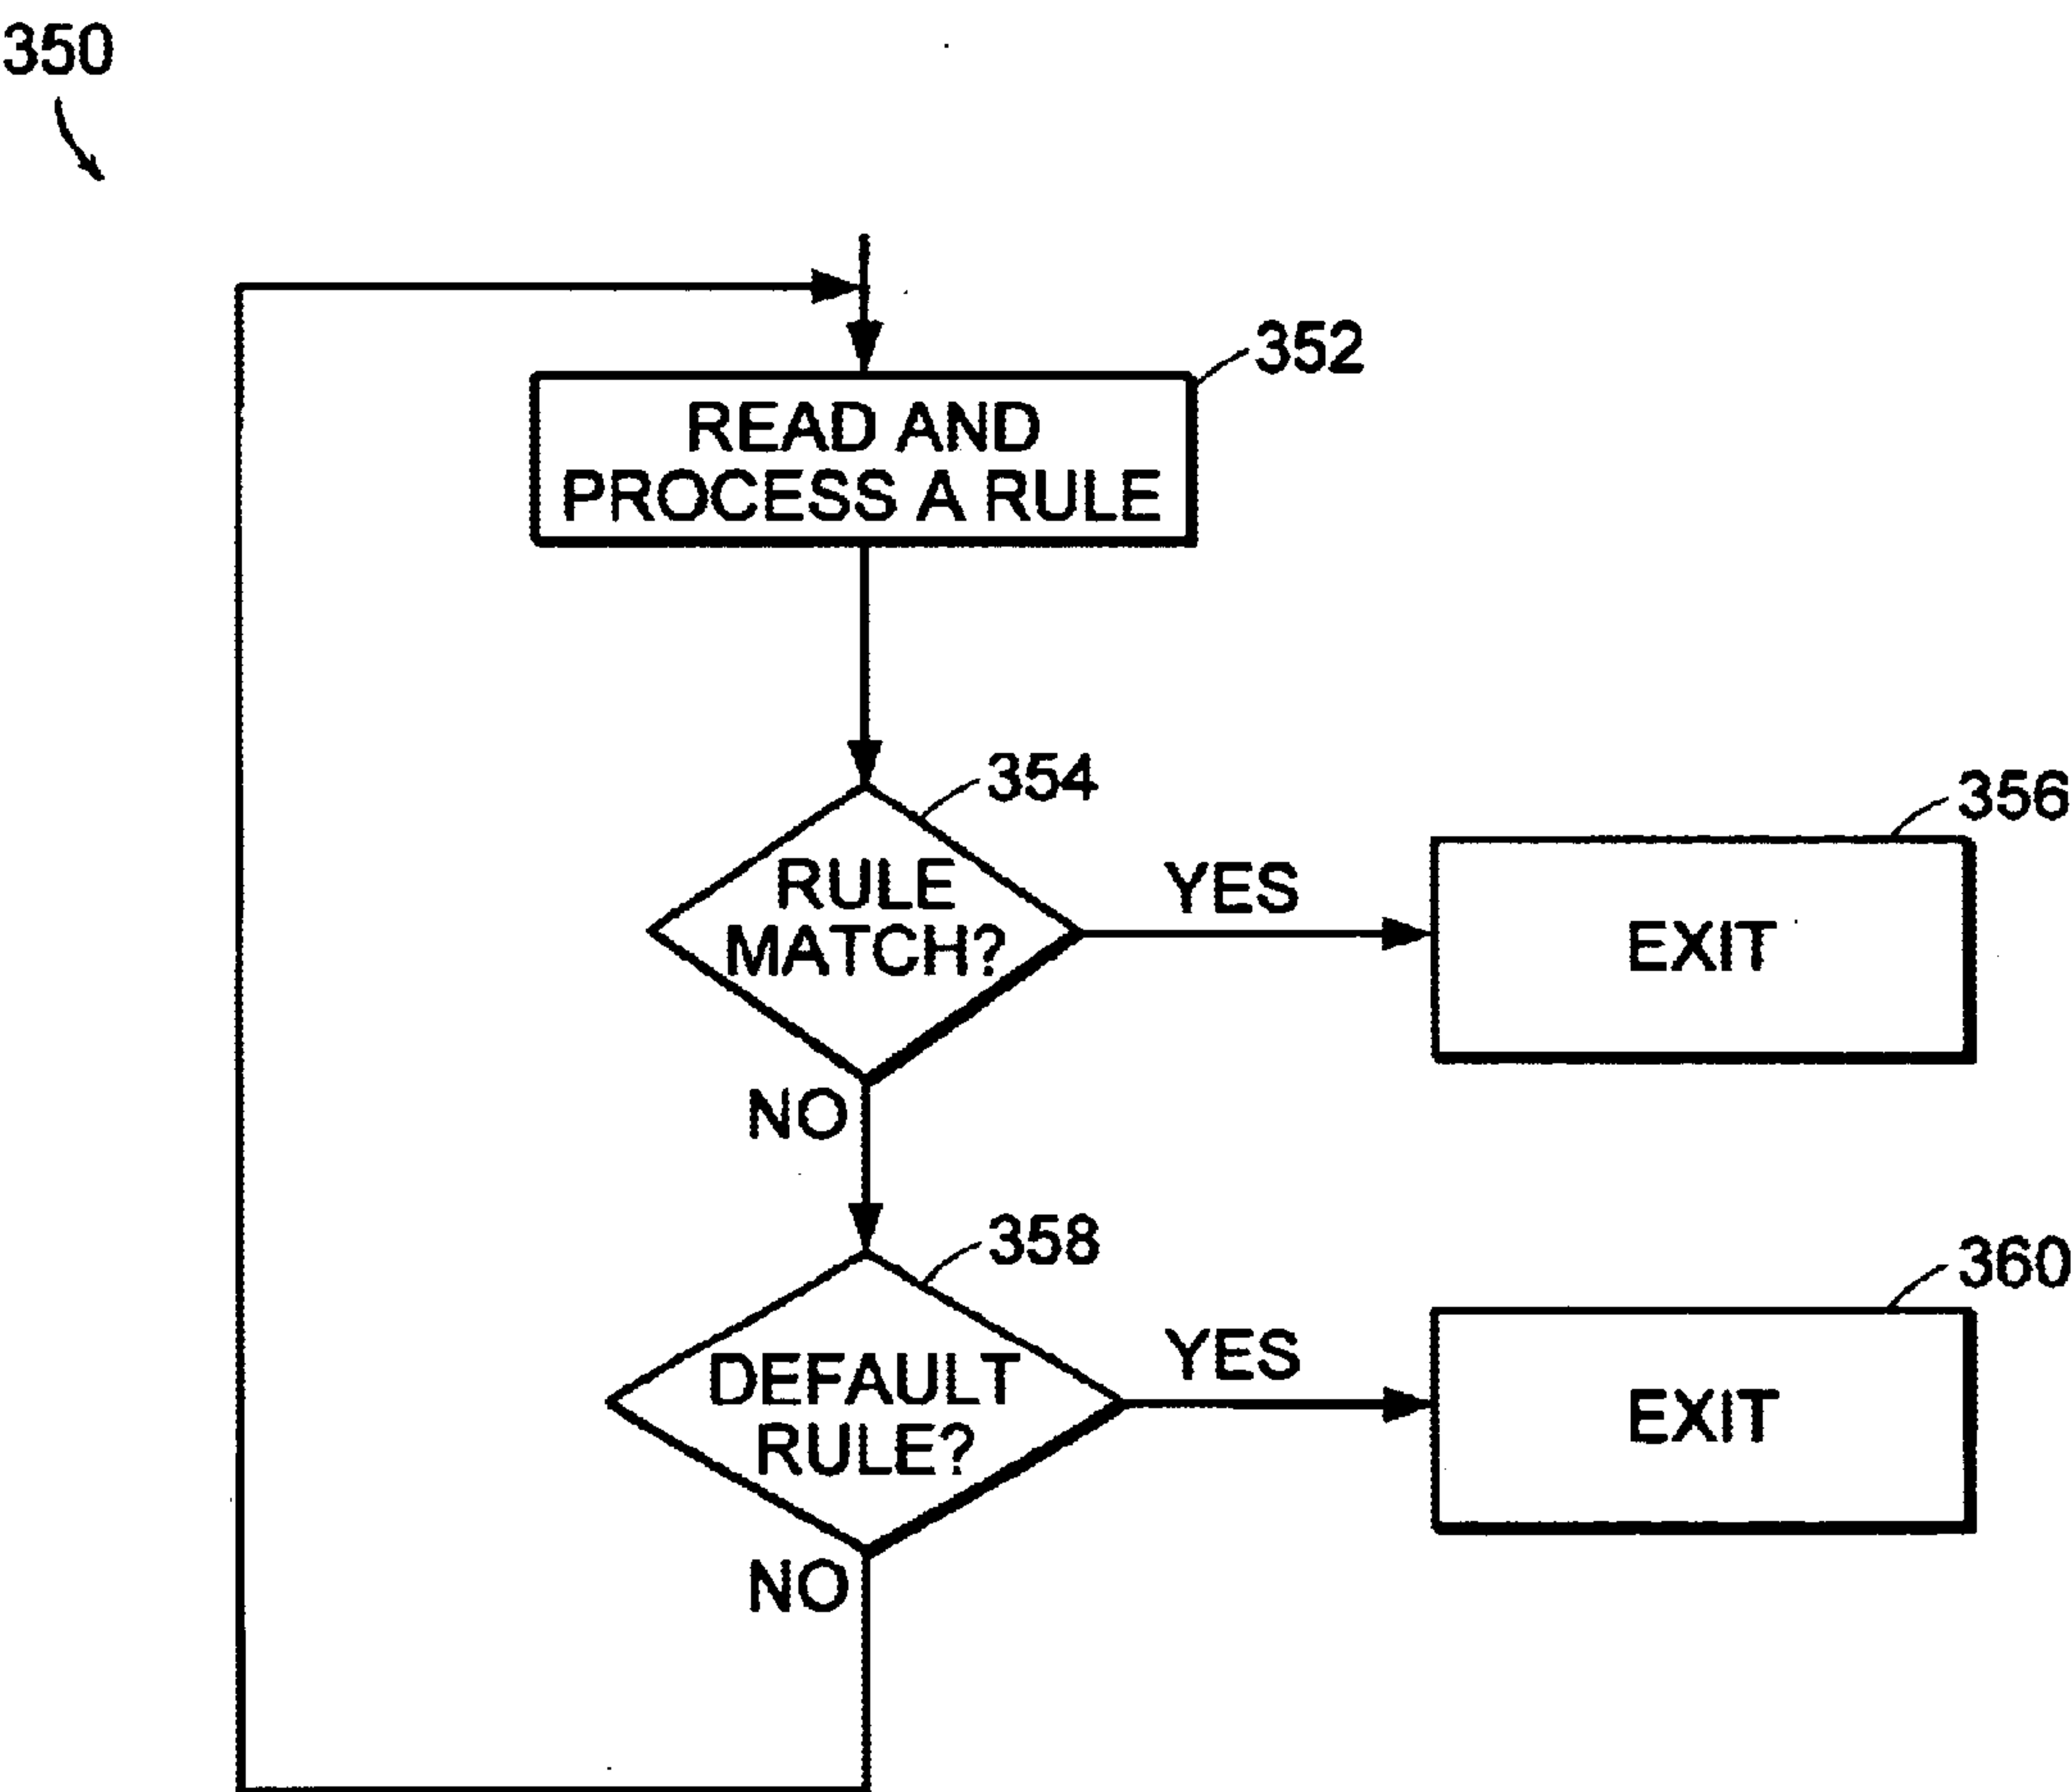 350
352
READ AND
PROCESS A RULE
354
RULE
MATCH?
YES
356
EXIT
NO
358
DEFAULT
RULE?
YES
360
EXIT
NO